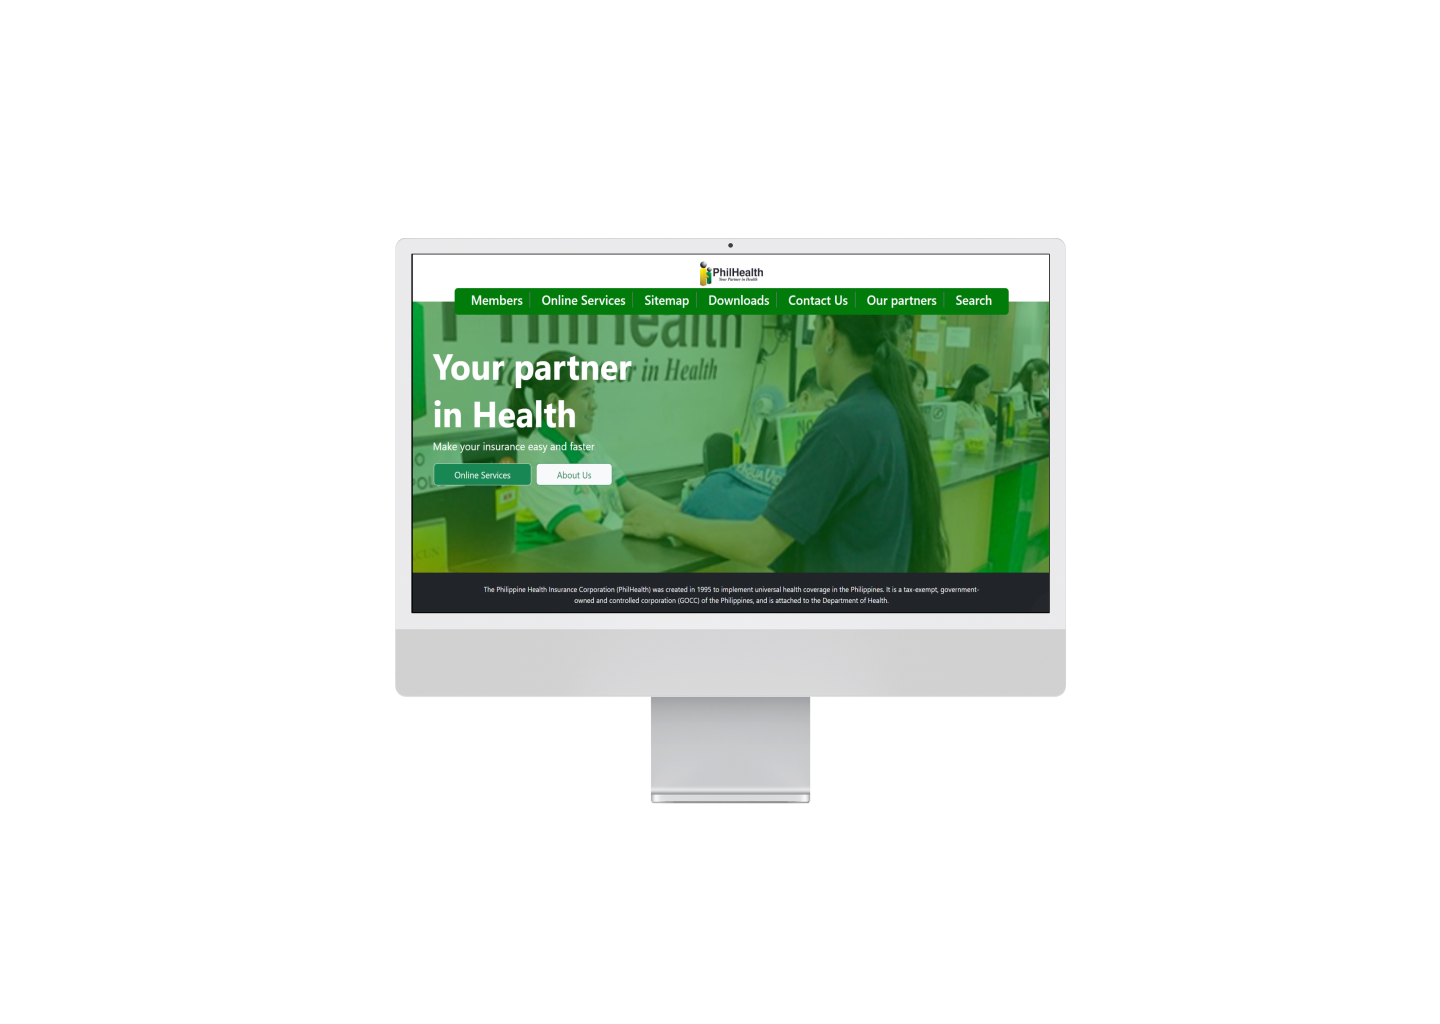 PhilHealth
Your Partner in Health
Members
Online Services
Sitemap
Downloads
Contact Us
Our partners
Search
PhilHealth
in Health
Your partner
in Health
Make your insurance easy and faster
Online Services
About Us
The Philippine Health Insurance Corporation (PhilHealth) was created in 1995 to implement universal health coverage in the Philippines. It is a tax-exempt, government-
owned and controlled corporation (GOCC) of the Philippines, and is attached to the Department of Health.